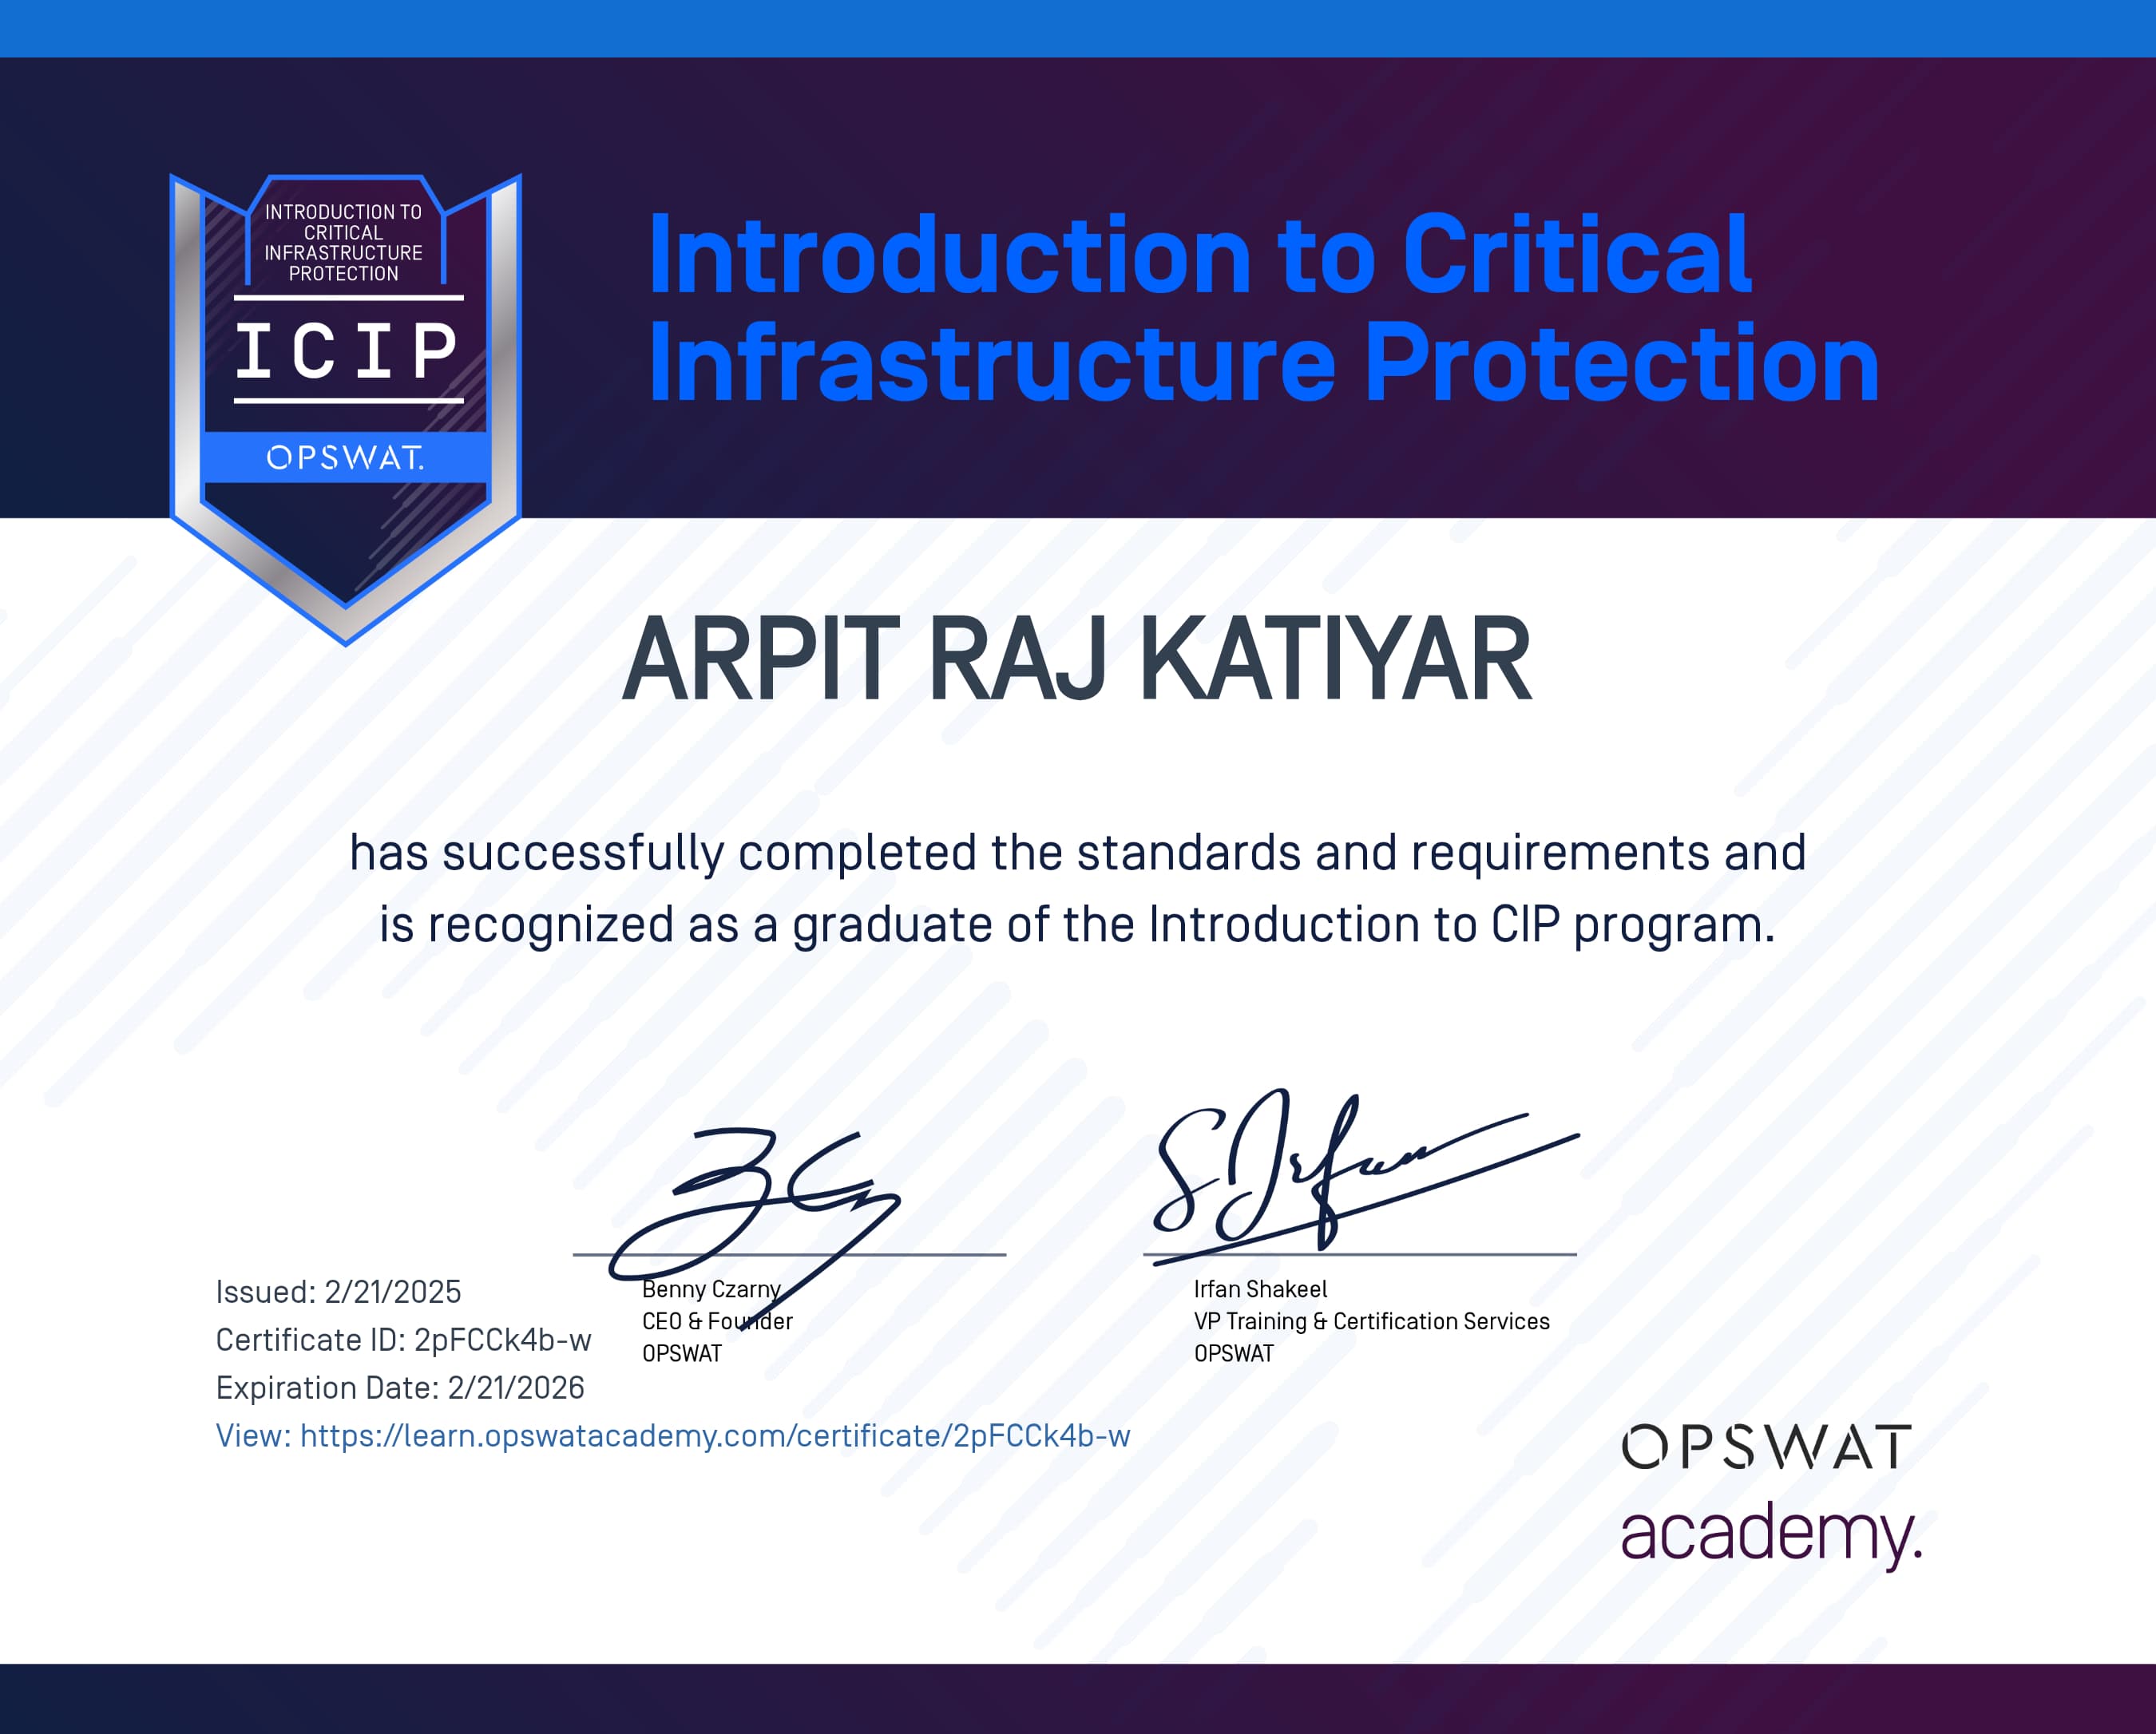 INTRODUCTION TO
CRITICAL
INFRASTRUCTURE
PROTECTION
ICIP
OPSWAT.
Introduction to Critical
Infrastructure Protection
ARPIT RAJ KATIYAR
has successfully completed the standards and requirements and
is recognized as a graduate of the Introduction to CIP program.
S Irfan
Benny Czarny
CEO & Founder
OPSWAT
Irfan Shakeel
VP Training & Certification Services
OPSWAT
Issued: 2/21/2025
Certificate ID: 2pFCCk4b-w
Expiration Date: 2/21/2026
View: https://learn.opswatacademy.com/certificate/2pFCCk4b-w
OPSWAT
academy.